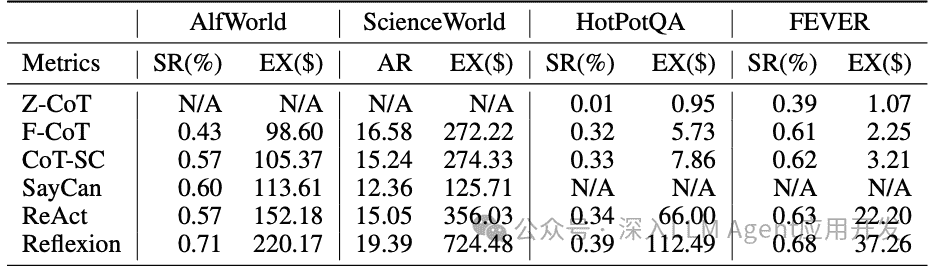 AlfWorld ScienceWorld HotPotQA FEVER
Metrics SR(%) EX($) AR EX($) SR(%) EX($) SR(%) EX($)
Z-CoT N/A N/A N/A N/A 0.01 0.95 0.39 1.07
F-CoT 0.43 98.60 16.58 272.22 0.32 5.73 0.61 2.25
CoT-SC 0.57 105.37 15.24 274.33 0.33 7.86 0.62 3.21
SayCan 0.60 113.61 12.36 125.71 N/A N/A N/A N/A
ReAct 0.57 152.18 15.05 356.03 0.34 66.00 0.63 22.20
Reflexion 0.71 220.17 19.39 724.48 0.39 112.49 0.68 37.26
公众号 · 深入LLM Agent应用开发